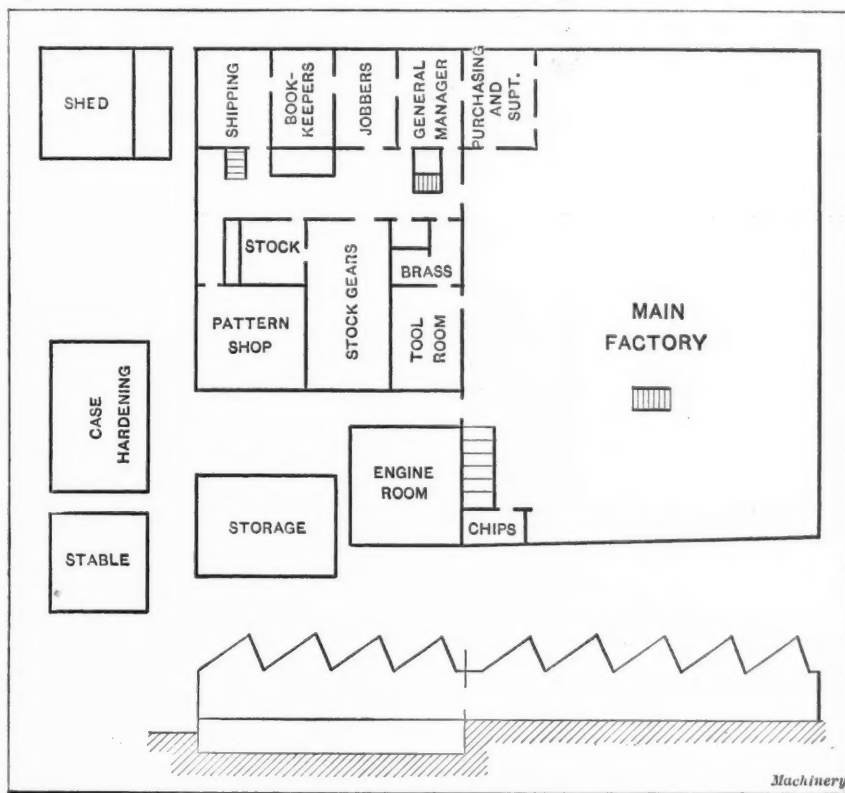 SHED
SHIPPING
BOOK-
KEEPERS
JOBBERS
GENERAL
MANAGER
PURCHASING
AND
SUPT.
STOCK
STOCK GEARS
BRASS
PATTERN
SHOP
TOOL
ROOM
MAIN
FACTORY
CASE
HARDENING
ENGINE
ROOM
STORAGE
CHIPS
STABLE
Machinery